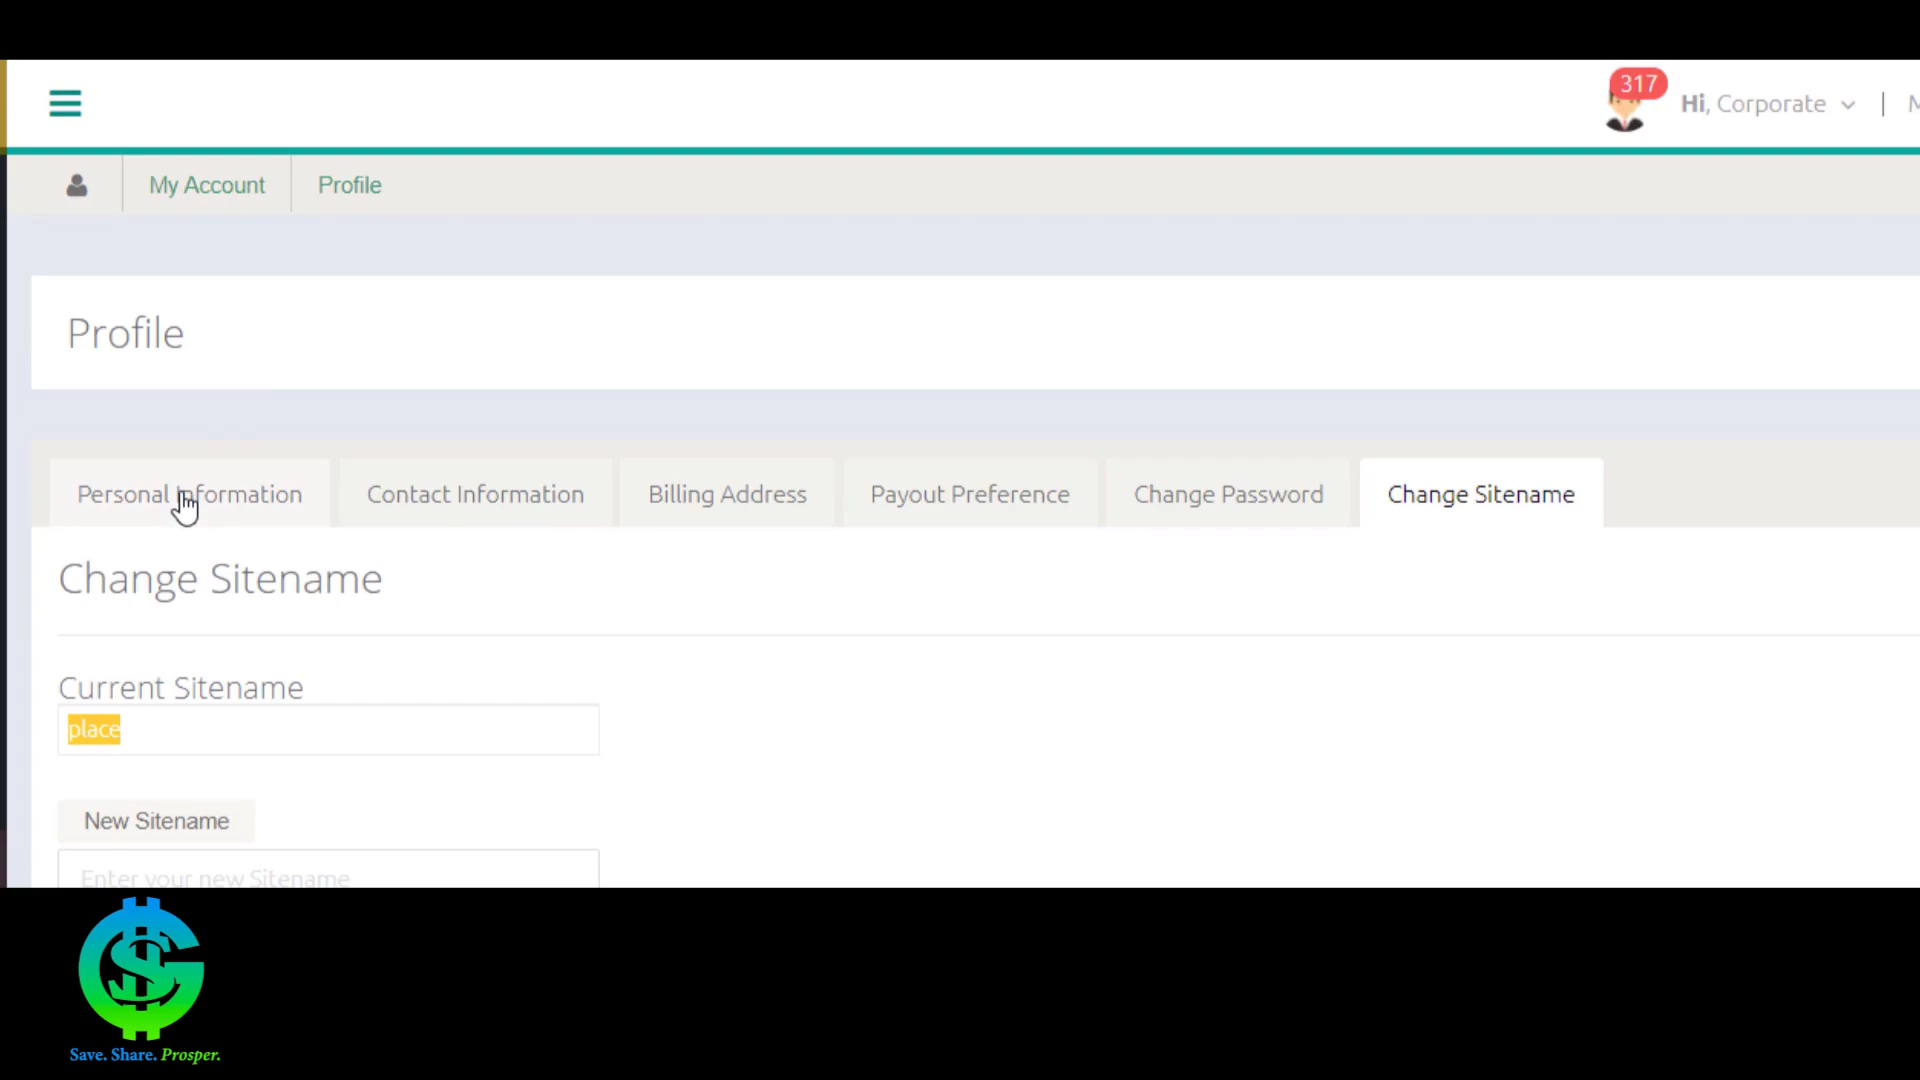 317
Hi, Corporate
My Account
Profile
Profile
Personal Information
Contact Information
Billing Address
Payout Preference
Change Password
Change Sitename
Change Sitename
Current Sitename
place
New Sitename
Enter your new Sitename
Save. Share. Prosper.